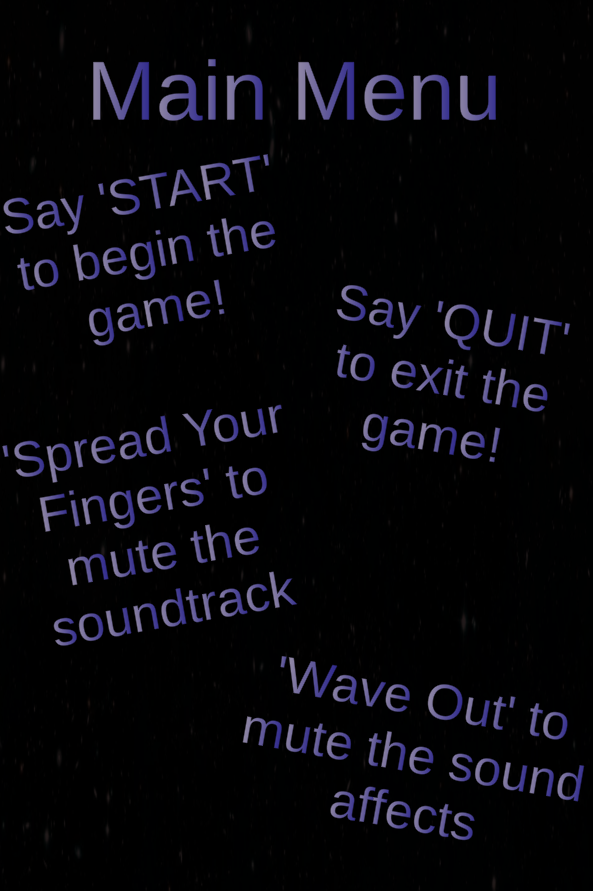 Main Menu
Say 'START'
to begin the
game!
Say 'QUIT'
to exit the
game!
'Spread Your
Fingers' to
mute the
soundtrack
'Wave Out' to
mute the sound
affects